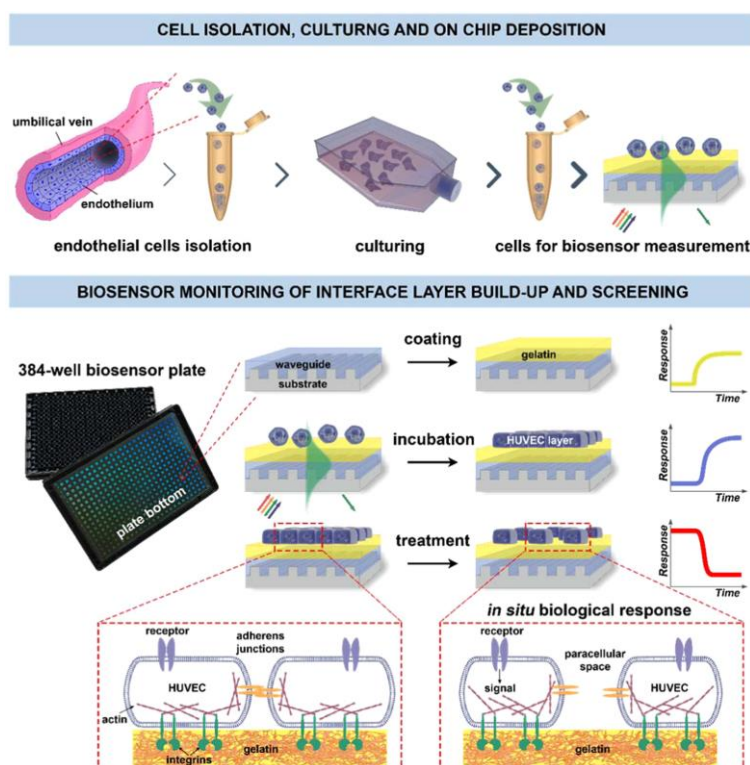 CELL ISOLATION, CULTURNG AND ON CHIP DEPOSITION
umbilical vein
endothelium
endothelial cells isolation
culturing
cells for biosensor measurement
BIOSENSOR MONITORING OF INTERFACE LAYER BUILD-UP AND SCREENING
384-well biosensor plate
plate bottom
waveguide
substrate
coating
gelatin
Response
Time
incubation
HUVEC layer
Response
Time
treatment
Response
Time
in situ biological response
receptor
adherens
junctions
HUVEC
actin
integrins
gelatin
receptor
paracellular
space
signal
HUVEC
gelatin